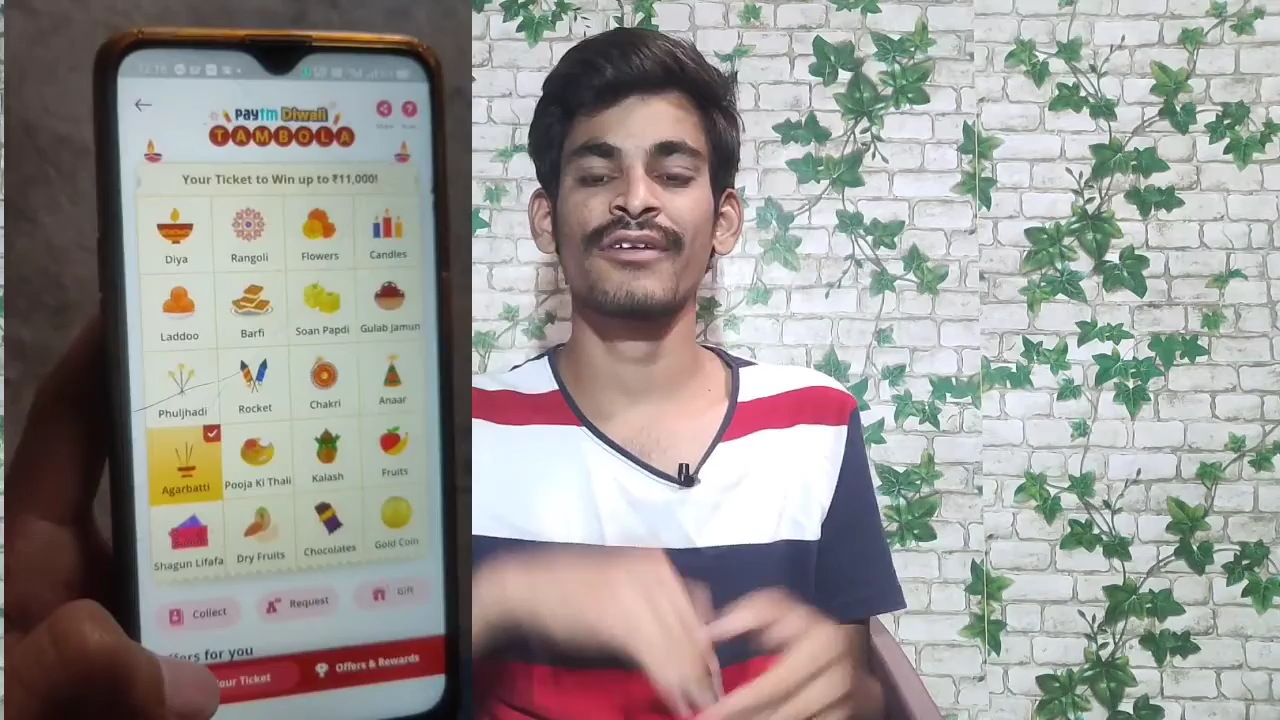 12:16
paytm Diwali
TAMBOLA
Your Ticket to Win up to ₹11,000!
Diya Rangoli Flowers Candles
Laddoo Barfi Soan Papdi Gulab Jamun
Phuljhadi Rocket Chakri Anaar
Agarbatti Pooja Ki Thali Kalash Fruits
Shagun Lifafa Dry Fruits Chocolates Gold Coin
Collect Request Gift
for you
Ticket Offers & Rewards